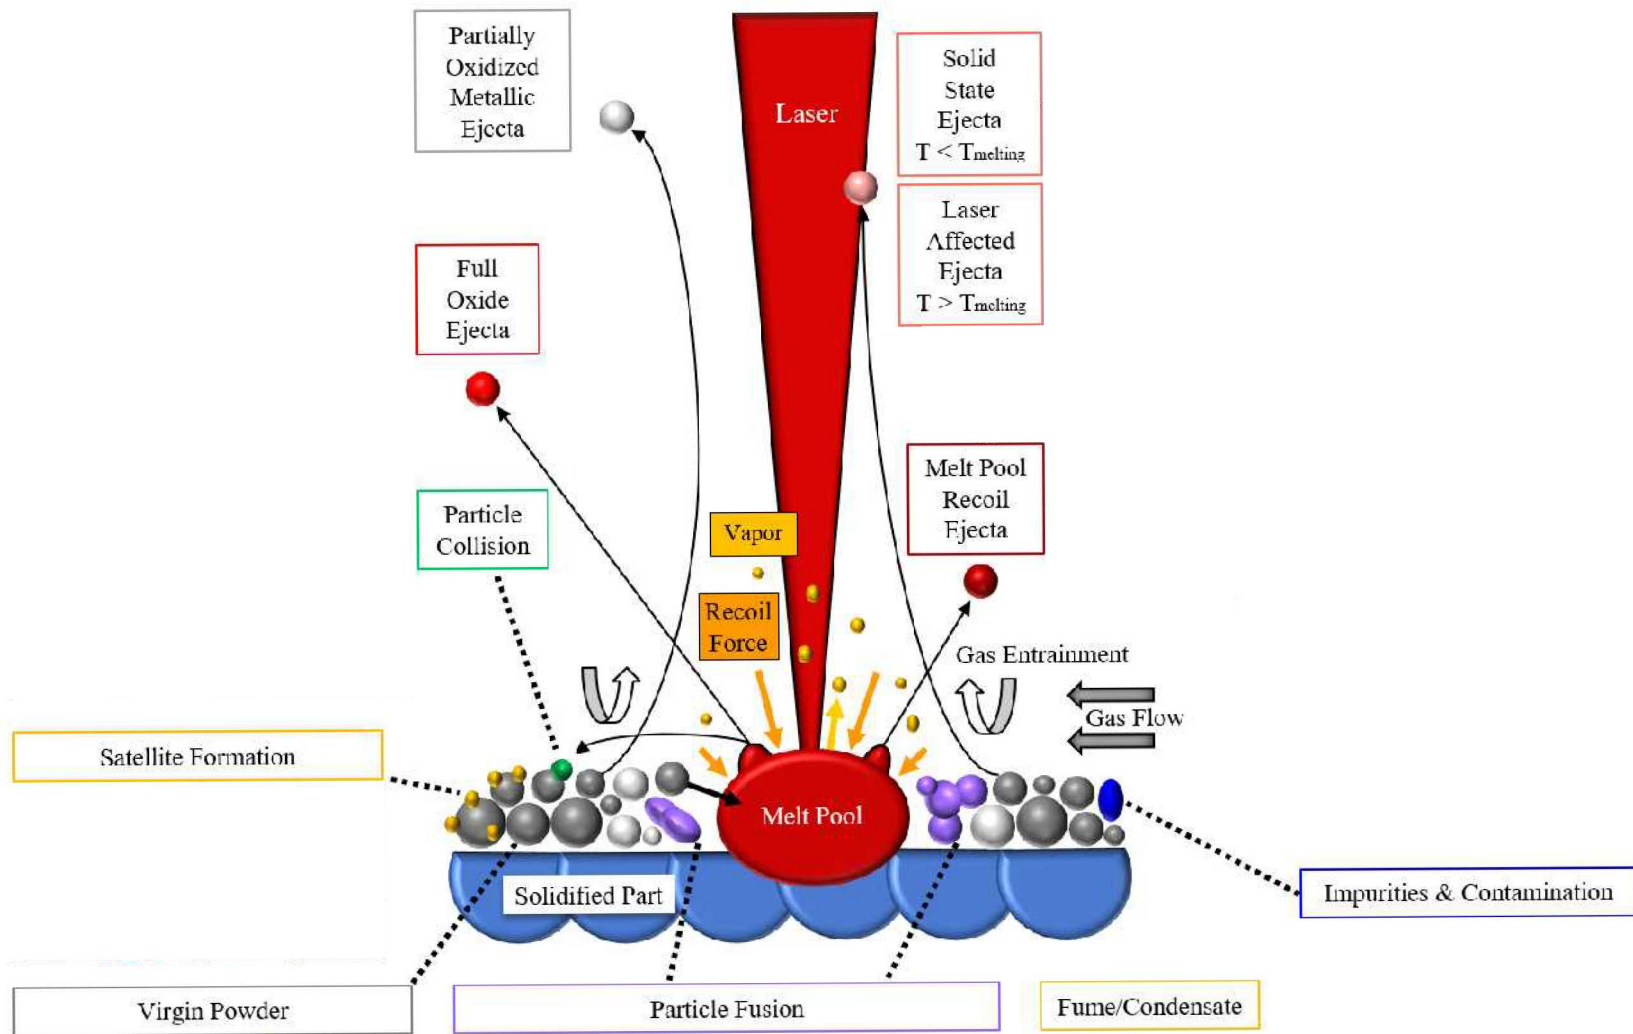 Partially
Oxidized
Metallic
Ejecta
Laser
Solid
State
Ejecta
T < Tmelting
Laser
Affected
Ejecta
T > Tmelting
Full
Oxide
Ejecta
Melt Pool
Recoil
Ejecta
Particle
Collision
Vapor
Recoil
Force
Gas Entrainment
Gas Flow
Satellite Formation
Melt Pool
Solidified Part
Impurities & Contamination
Virgin Powder
Particle Fusion
Fume/Condensate